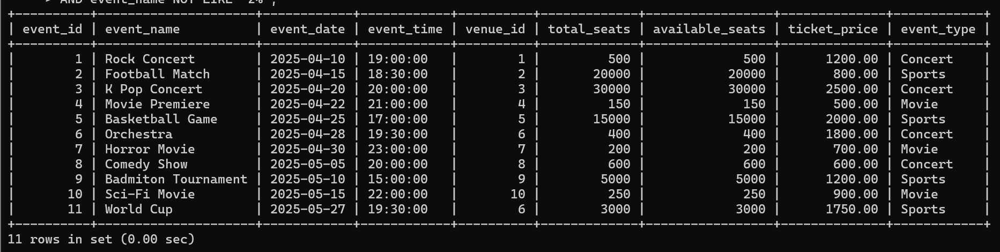 > AND event_name NOT LIKE '2%';
+-----------+---------------------+------------+------------+----------+-------------+-----------------+--------------+------------+
| event_id | event_name          | event_date | event_time | venue_id | total_seats | available_seats | ticket_price | event_type |
+-----------+---------------------+------------+------------+----------+-------------+-----------------+--------------+------------+
|        1 | Rock Concert        | 2025-04-10 | 19:00:00   |        1 |         500 |             500 |      1200.00 | Concert    |
|        2 | Football Match      | 2025-04-15 | 18:30:00   |        2 |       20000 |           20000 |       800.00 | Sports     |
|        3 | K Pop Concert       | 2025-04-20 | 20:00:00   |        3 |       30000 |           30000 |      2500.00 | Concert    |
|        4 | Movie Premiere      | 2025-04-22 | 21:00:00   |        4 |         150 |             150 |       500.00 | Movie      |
|        5 | Basketball Game     | 2025-04-25 | 17:00:00   |        5 |       15000 |           15000 |      2000.00 | Sports     |
|        6 | Orchestra           | 2025-04-28 | 19:30:00   |        6 |         400 |             400 |      1800.00 | Concert    |
|        7 | Horror Movie        | 2025-04-30 | 23:00:00   |        7 |         200 |             200 |       700.00 | Movie      |
|        8 | Comedy Show         | 2025-05-05 | 20:00:00   |        8 |         600 |             600 |       600.00 | Concert    |
|        9 | Badmiton Tournament | 2025-05-10 | 15:00:00   |        9 |        5000 |            5000 |      1200.00 | Sports     |
|       10 | Sci-Fi Movie        | 2025-05-15 | 22:00:00   |       10 |         250 |             250 |       900.00 | Movie      |
|       11 | World Cup           | 2025-05-27 | 19:30:00   |        6 |        3000 |            3000 |      1750.00 | Sports     |
+-----------+---------------------+------------+------------+----------+-------------+-----------------+--------------+------------+
11 rows in set (0.00 sec)